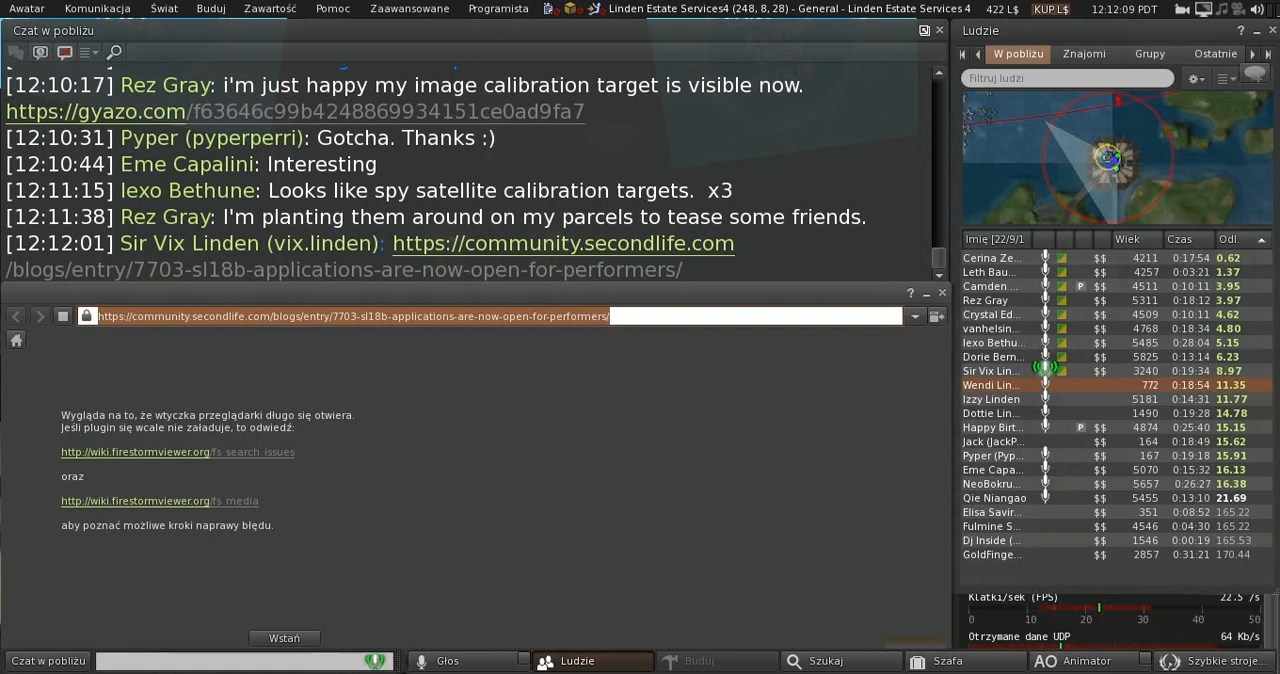 Awatar Komunikacja Świat Buduj Zawartość Pomoc Zaawansowane Programista Linden Estate Services4 (248, 8, 28) - General - Linden Estate Services 4 422 L$ KUP L$ 12:12:09 PDT
Czat w pobliżu
[12:10:17] Rez Gray: i'm just happy my image calibration target is visible now.
https://gyazo.com/f63646c99b4248869934151ce0ad9fa7
[12:10:31] Pyper (pyperperri): Gotcha. Thanks :)
[12:10:44] Eme Capalini: Interesting
[12:11:15] Iexo Bethune: Looks like spy satellite calibration targets. x3
[12:11:38] Rez Gray: I'm planting them around on my parcels to tease some friends.
[12:12:01] Sir Vix Linden (vix.linden): https://community.secondlife.com
/blogs/entry/7703-sl18b-applications-are-now-open-for-performers/
https://community.secondlife.com/blogs/entry/7703-sl18b-applications-are-now-open-for-performers/
Wygląda na to, że wtyczka przeglądarki długo się otwiera.
Jeśli plugin się wcale nie załaduje, to odwiedź:
http://wiki.firestormviewer.org/fs_search_issues
oraz
http://wiki.firestormviewer.org/fs_media
aby poznać możliwe kroki naprawy błędu.
Wstań
Ludzie
W pobliżu Znajomi Grupy Ostatnie
Filtruj ludzi
Imię [22/9/1 Wiek Czas Odl.
Cerina Ze... $$ 4211 0:17:54 0.62
Leth Bau... $$ 4257 0:03:21 1.37
Camden ... P $$ 4511 0:10:11 3.95
Rez Gray $$ 5311 0:18:12 3.97
Crystal Ed... $$ 4509 0:10:11 4.62
vanhelsin... $$ 4768 0:18:34 4.80
Iexo Bethu... $$ 5485 0:28:04 5.15
Dorie Bern... $$ 5825 0:13:14 6.23
Sir Vix Lin... $$ 3240 0:19:34 8.97
Wendi Lin... 772 0:18:54 11.35
Izzy Linden $$ 5181 0:14:31 11.77
Dottie Lin... 1490 0:19:28 14.78
Happy Birt... P $$ 4874 0:25:40 15.15
Jack (JackP... $$ 164 0:18:49 15.62
Pyper (Pyp... $$ 167 0:19:18 15.91
Eme Capa... $$ 5070 0:15:32 16.13
NeoBokru... $$ 5657 0:26:27 16.38
Qie Niangao $$ 5455 0:13:10 21.69
Elisa Savir... $$ 351 0:08:52 165.22
Fulmine S... $$ 4546 0:04:30 165.22
Dj Inside (... $$ 1546 0:00:19 165.53
GoldFinge... $$ 2857 0:31:21 170.44
Klatki/sek (FPS) 22.5 /s
0 10 20 30 40 50
Otrzymane dane UDP 64 Kb/s
Czat w pobliżu Głos Ludzie Buduj Szukaj Szafa AO Animator Szybkie stroje...